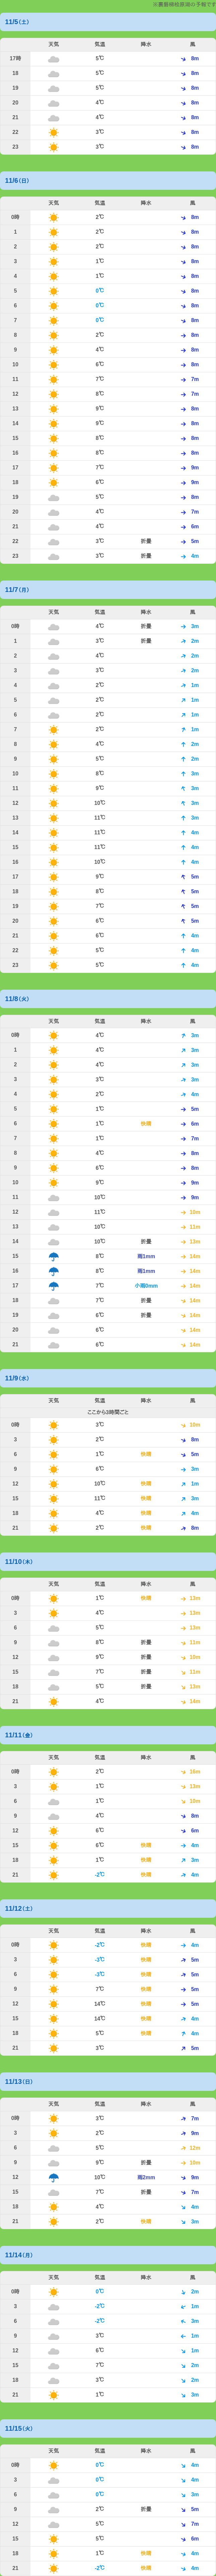 ※裏磐梯桧原湖の予報です
11/5(土)
天気 気温 降水 風
17時 5℃ 8m
18 5℃ 8m
19 5℃ 8m
20 4℃ 8m
21 4℃ 8m
22 3℃ 8m
23 3℃ 8m
11/6(日)
天気 気温 降水 風
0時 2℃ 8m
1 2℃ 8m
2 2℃ 8m
3 1℃ 8m
4 1℃ 8m
5 0℃ 8m
6 0℃ 8m
7 0℃ 8m
8 2℃ 8m
9 4℃ 8m
10 6℃ 8m
11 7℃ 7m
12 8℃ 7m
13 9℃ 8m
14 9℃ 8m
15 8℃ 8m
16 8℃ 8m
17 7℃ 9m
18 6℃ 9m
19 5℃ 8m
20 4℃ 7m
21 4℃ 6m
22 3℃ 折畳 5m
23 3℃ 折畳 4m
11/7(月)
天気 気温 降水 風
0時 4℃ 折畳 3m
1 3℃ 折畳 2m
2 4℃ 2m
3 3℃ 2m
4 2℃ 1m
5 2℃ 1m
6 2℃ 1m
7 2℃ 1m
8 4℃ 2m
9 5℃ 2m
10 8℃ 3m
11 9℃ 3m
12 10℃ 3m
13 11℃ 3m
14 11℃ 4m
15 11℃ 4m
16 10℃ 4m
17 9℃ 5m
18 8℃ 5m
19 7℃ 5m
20 6℃ 5m
21 6℃ 4m
22 5℃ 4m
23 5℃ 4m
11/8(火)
天気 気温 降水 風
0時 4℃ 3m
1 4℃ 3m
2 4℃ 3m
3 3℃ 3m
4 2℃ 4m
5 1℃ 5m
6 1℃ 快晴 6m
7 1℃ 7m
8 4℃ 8m
9 6℃ 8m
10 9℃ 9m
11 10℃ 9m
12 11℃ 10m
13 10℃ 11m
14 10℃ 折畳 13m
15 8℃ 雨1mm 14m
16 8℃ 雨1mm 14m
17 7℃ 小雨0mm 14m
18 7℃ 折畳 14m
19 6℃ 折畳 14m
20 6℃ 14m
21 6℃ 14m
11/9(水)
天気 気温 降水 風
ここから3時間ごと
0時 3℃ 10m
3 2℃ 8m
6 1℃ 快晴 5m
9 6℃ 3m
12 10℃ 快晴 1m
15 11℃ 快晴 3m
18 4℃ 快晴 4m
21 2℃ 快晴 8m
11/10(木)
天気 気温 降水 風
0時 1℃ 快晴 13m
3 4℃ 13m
6 5℃ 13m
9 8℃ 折畳 11m
12 9℃ 折畳 10m
15 7℃ 折畳 11m
18 5℃ 折畳 13m
21 4℃ 14m
11/11(金)
天気 気温 降水 風
0時 2℃ 16m
3 1℃ 13m
6 1℃ 10m
9 4℃ 8m
12 6℃ 6m
15 6℃ 快晴 4m
18 1℃ 快晴 3m
21 -2℃ 快晴 4m
11/12(土)
天気 気温 降水 風
0時 -2℃ 快晴 4m
3 -3℃ 快晴 5m
6 -3℃ 快晴 5m
9 7℃ 快晴 5m
12 14℃ 快晴 5m
15 14℃ 快晴 4m
18 5℃ 快晴 4m
21 3℃ 5m
11/13(日)
天気 気温 降水 風
0時 3℃ 7m
3 2℃ 9m
6 5℃ 12m
9 9℃ 折畳 10m
12 10℃ 雨2mm 9m
15 7℃ 折畳 7m
18 4℃ 4m
21 2℃ 快晴 3m
11/14(月)
天気 気温 降水 風
0時 0℃ 2m
3 -2℃ 1m
6 -2℃ 3m
9 3℃ 1m
12 6℃ 1m
15 7℃ 2m
18 3℃ 2m
21 1℃ 3m
11/15(火)
天気 気温 降水 風
0時 0℃ 4m
3 0℃ 4m
6 0℃ 3m
9 2℃ 折畳 5m
12 5℃ 7m
15 5℃ 6m
18 1℃ 快晴 4m
21 -2℃ 快晴 4m